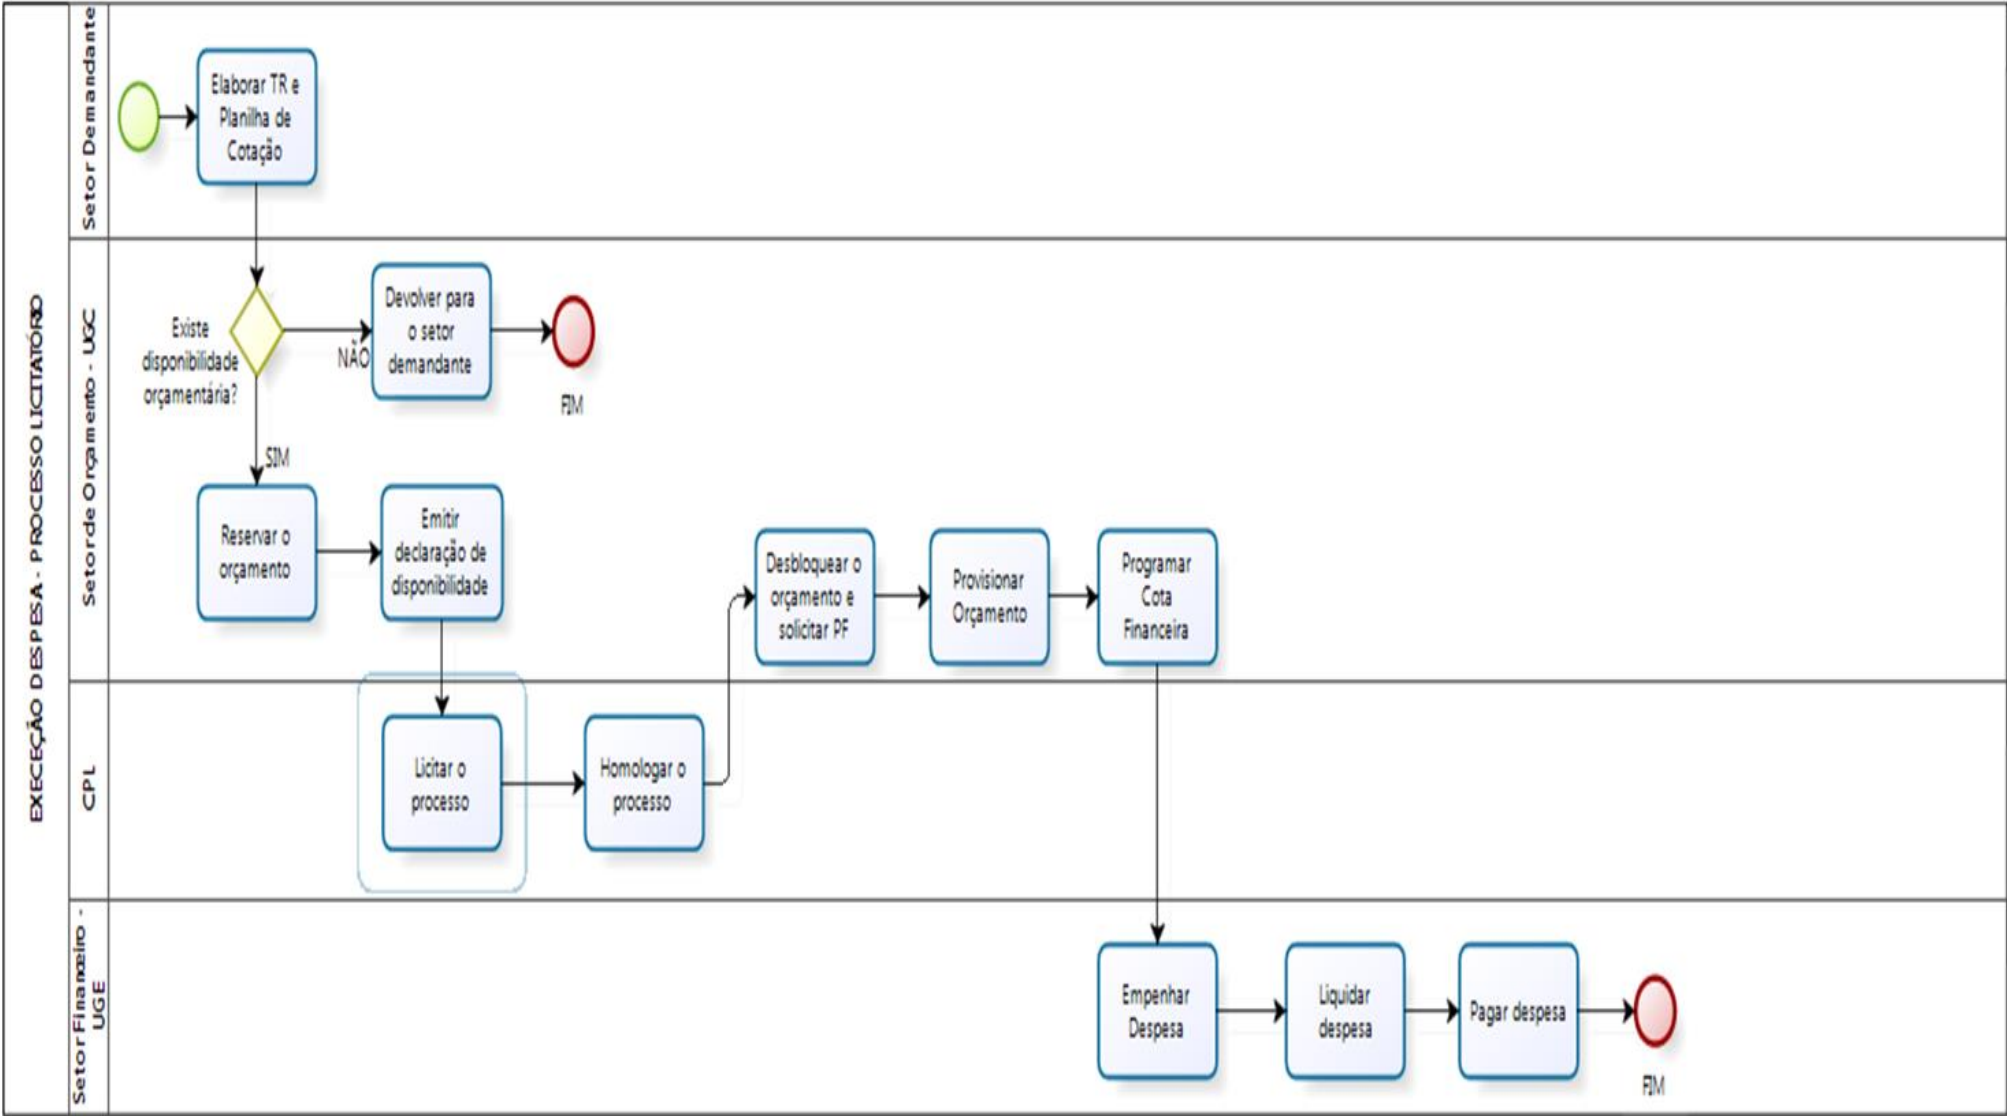 EXECEÇÃO DESPESA - PROCESSO LICITATÓRIO
Setor Demandante
Elaborar TR e
Planilha de
Cotação
Setor de Orçamento - UGC
Existe
disponibilidade
orçamentária?
NÃO
Devolver para
o setor
demandante
FIM
SIM
Reservar o
orçamento
Emitir
declaração de
disponibilidade
Desbloquear o
orçamento e
solicitar PF
Provisionar
Orçamento
Programar
Cota
Financeira
CPL
Licitar o
processo
Homologar o
processo
Setor Financeiro -
UGE
Empenhar
Despesa
Liquidar
despesa
Pagar despesa
FIM